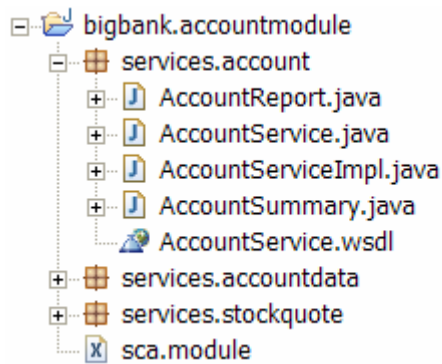 bigbank.accountmodule
services.account
AccountReport.java
AccountService.java
AccountServiceImpl.java
AccountSummary.java
AccountService.wsdl
services.accountdata
services.stockquote
sca.module